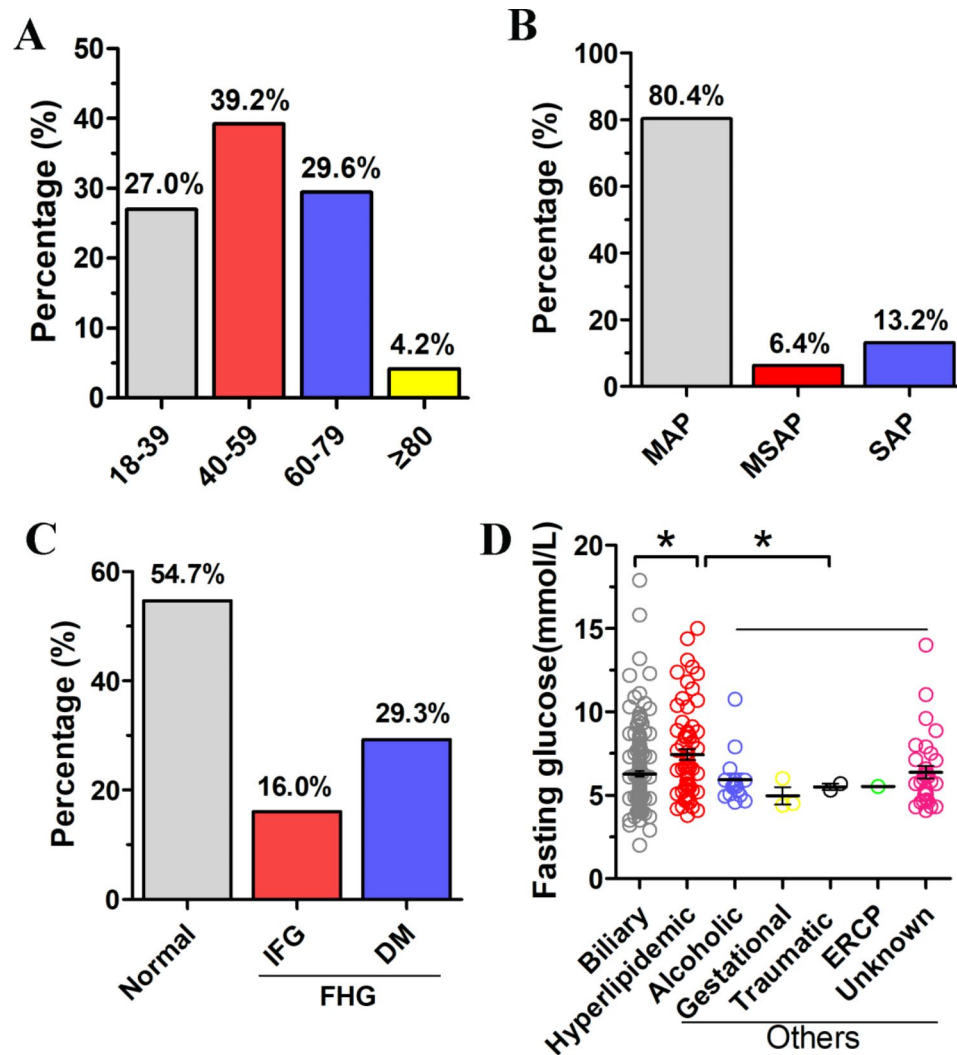 A
Percentage (%)
50
40
30
20
10
0
27.0%
39.2%
29.6%
4.2%
18-39
40-59
60-79
≥80
B
Percentage (%)
100
80
60
40
20
0
80.4%
6.4%
13.2%
MAP
MSAP
SAP
C
Percentage (%)
60
40
20
0
54.7%
16.0%
29.3%
Normal
IFG
DM
FHG
D
Fasting glucose(mmol/L)
20
15
10
5
0
*
*
Biliary
Hyperlipidemic
Alcoholic
Gestational
Traumatic
ERCP
Unknown
Others